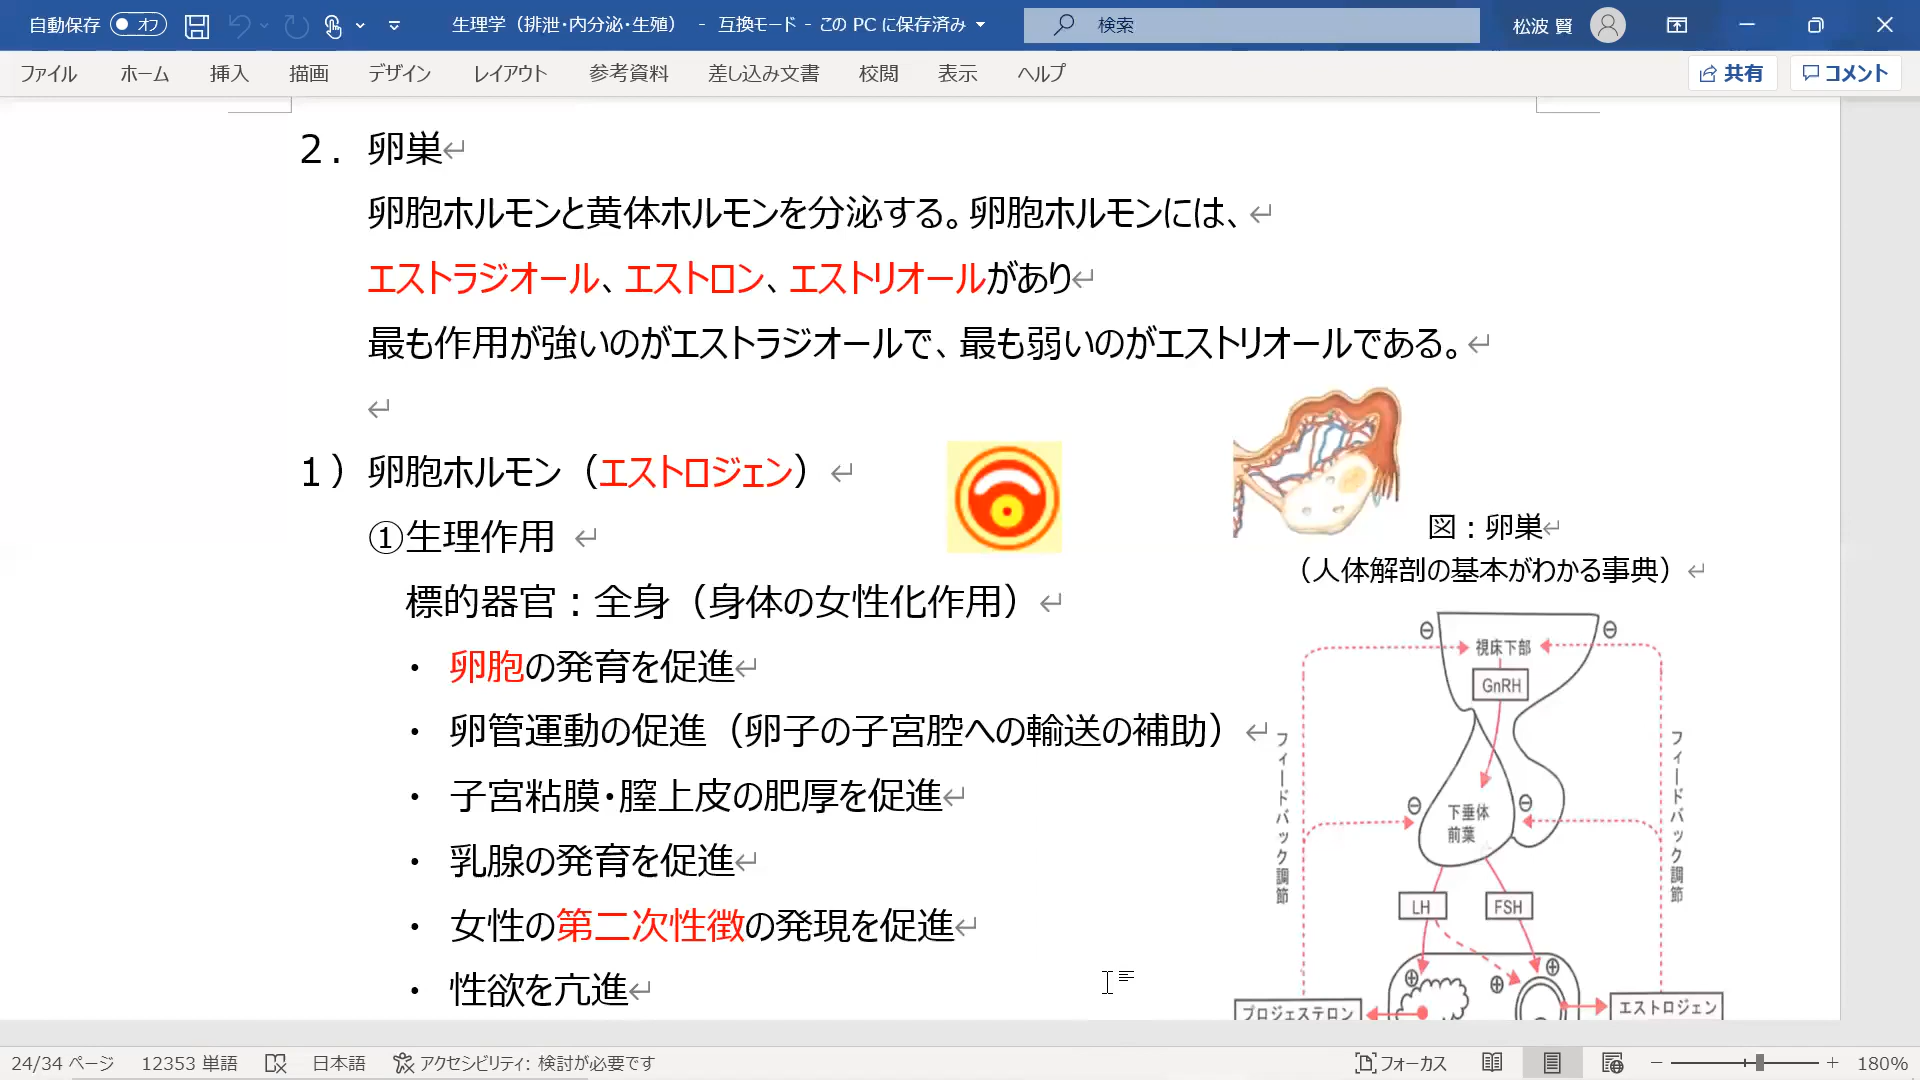 自動保存 オフ 生理学（排泄・内分泌・生殖） - 互換モード - この PC に保存済み 検索 松波 賢
ファイル ホーム 挿入 描画 デザイン レイアウト 参考資料 差し込み文書 校閲 表示 ヘルプ 共有 コメント
２．卵巣
卵胞ホルモンと黄体ホルモンを分泌する。卵胞ホルモンには、
エストラジオール、エストロン、エストリオールがあり
最も作用が強いのがエストラジオールで、最も弱いのがエストリオールである。
１）卵胞ホルモン（エストロジェン）
①生理作用
図：卵巣
（人体解剖の基本がわかる事典）
標的器官：全身（身体の女性化作用）
・ 卵胞の発育を促進
・ 卵管運動の促進（卵子の子宮腔への輸送の補助）
・ 子宮粘膜・膣上皮の肥厚を促進
・ 乳腺の発育を促進
・ 女性の第二次性徴の発現を促進
・ 性欲を亢進
⊖ ⊖
視床下部
GnRH
フィードバック調節
フィードバック調節
⊖ ⊖
下垂体
前葉
LH FSH
⊕ ⊕ ⊕
プロジェステロン エストロジェン
24/34 ページ 12353 単語 日本語 アクセシビリティ: 検討が必要です フォーカス 180%